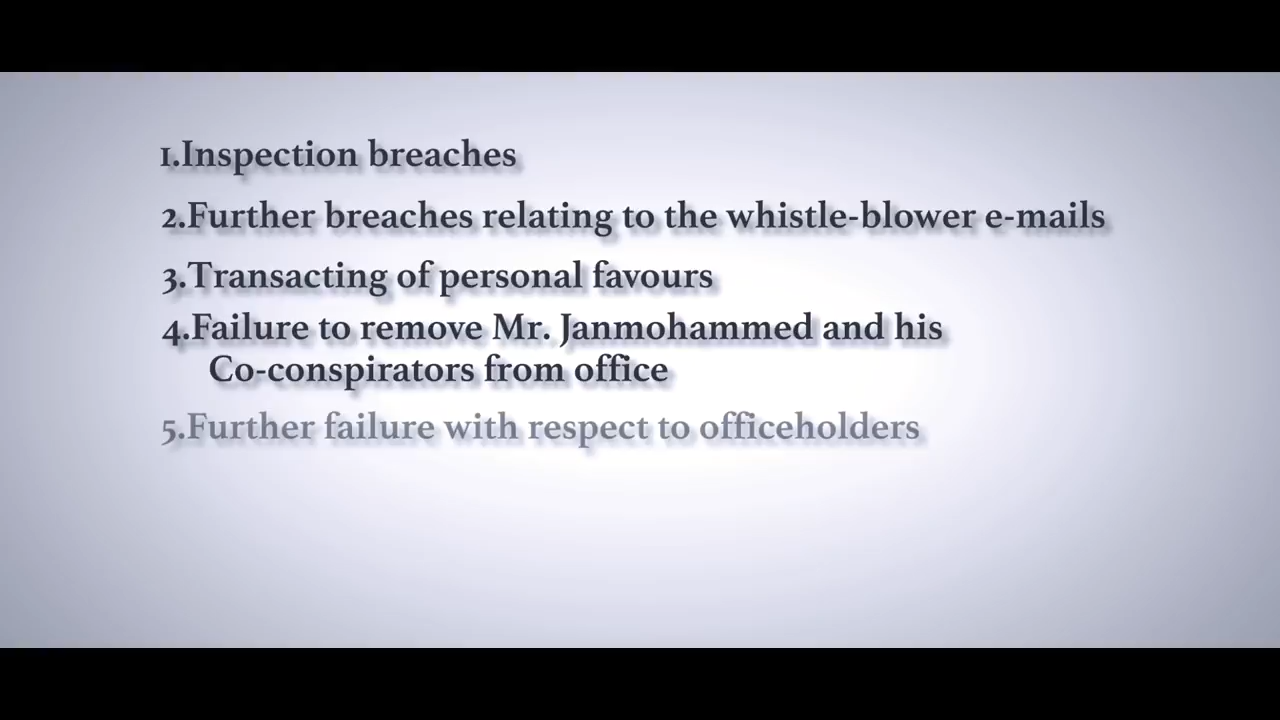 1.Inspection breaches
2.Further breaches relating to the whistle-blower e-mails
3.Transacting of personal favours
4.Failure to remove Mr. Janmohammed and his
Co-conspirators from office
5.Further failure with respect to officeholders